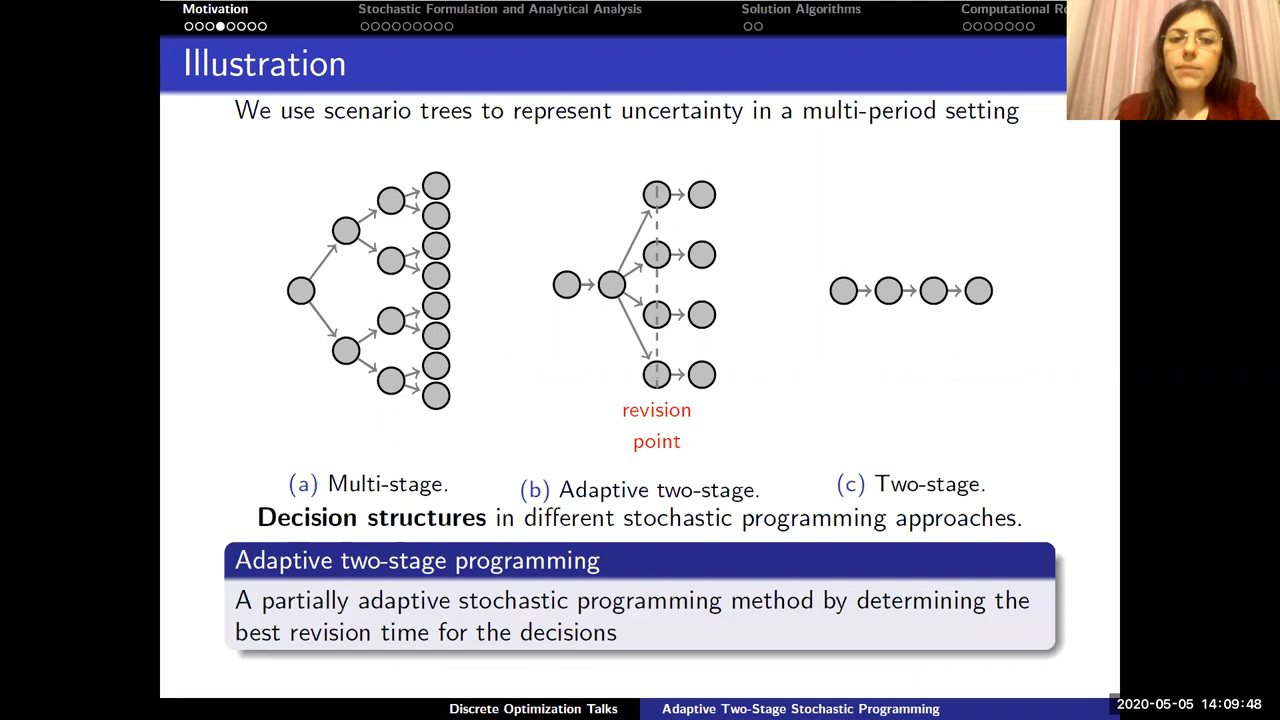 Motivation
Stochastic Formulation and Analytical Analysis
Solution Algorithms
Computational
Illustration
We use scenario trees to represent uncertainty in a multi-period setting
revision
point
(a) Multi-stage.
(b) Adaptive two-stage.
(c) Two-stage.
Decision structures in different stochastic programming approaches.
Adaptive two-stage programming
A partially adaptive stochastic programming method by determining the
best revision time for the decisions
Discrete Optimization Talks
Adaptive Two-Stage Stochastic Programming
2020-05-05 14:09:48